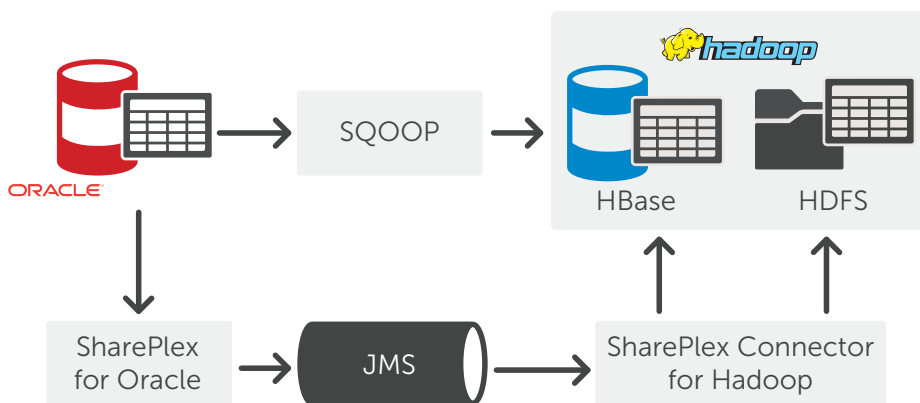 hadoop
SQOOP
ORACLE
HBase
HDFS
SharePlex
for Oracle
JMS
SharePlex Connector
for Hadoop